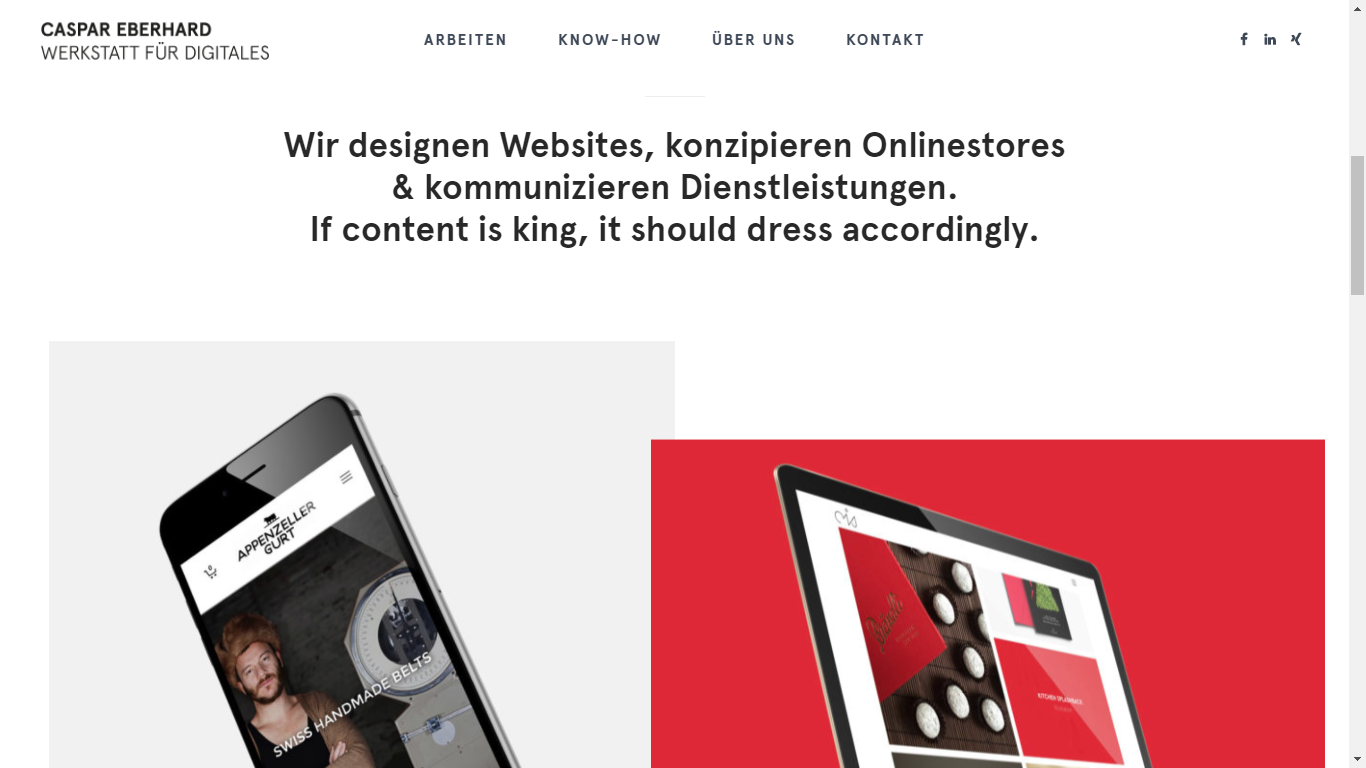 CASPAR EBERHARD
WERKSTATT FÜR DIGITALES
ARBEITEN
KNOW-HOW
ÜBER UNS
KONTAKT
Wir designen Websites, konzipieren Onlinestores
& kommunizieren Dienstleistungen.
If content is king, it should dress accordingly.
0
APPENZELLER
GURT
SWISS HANDMADE BELTS
KITCHEN SPLASHBACK